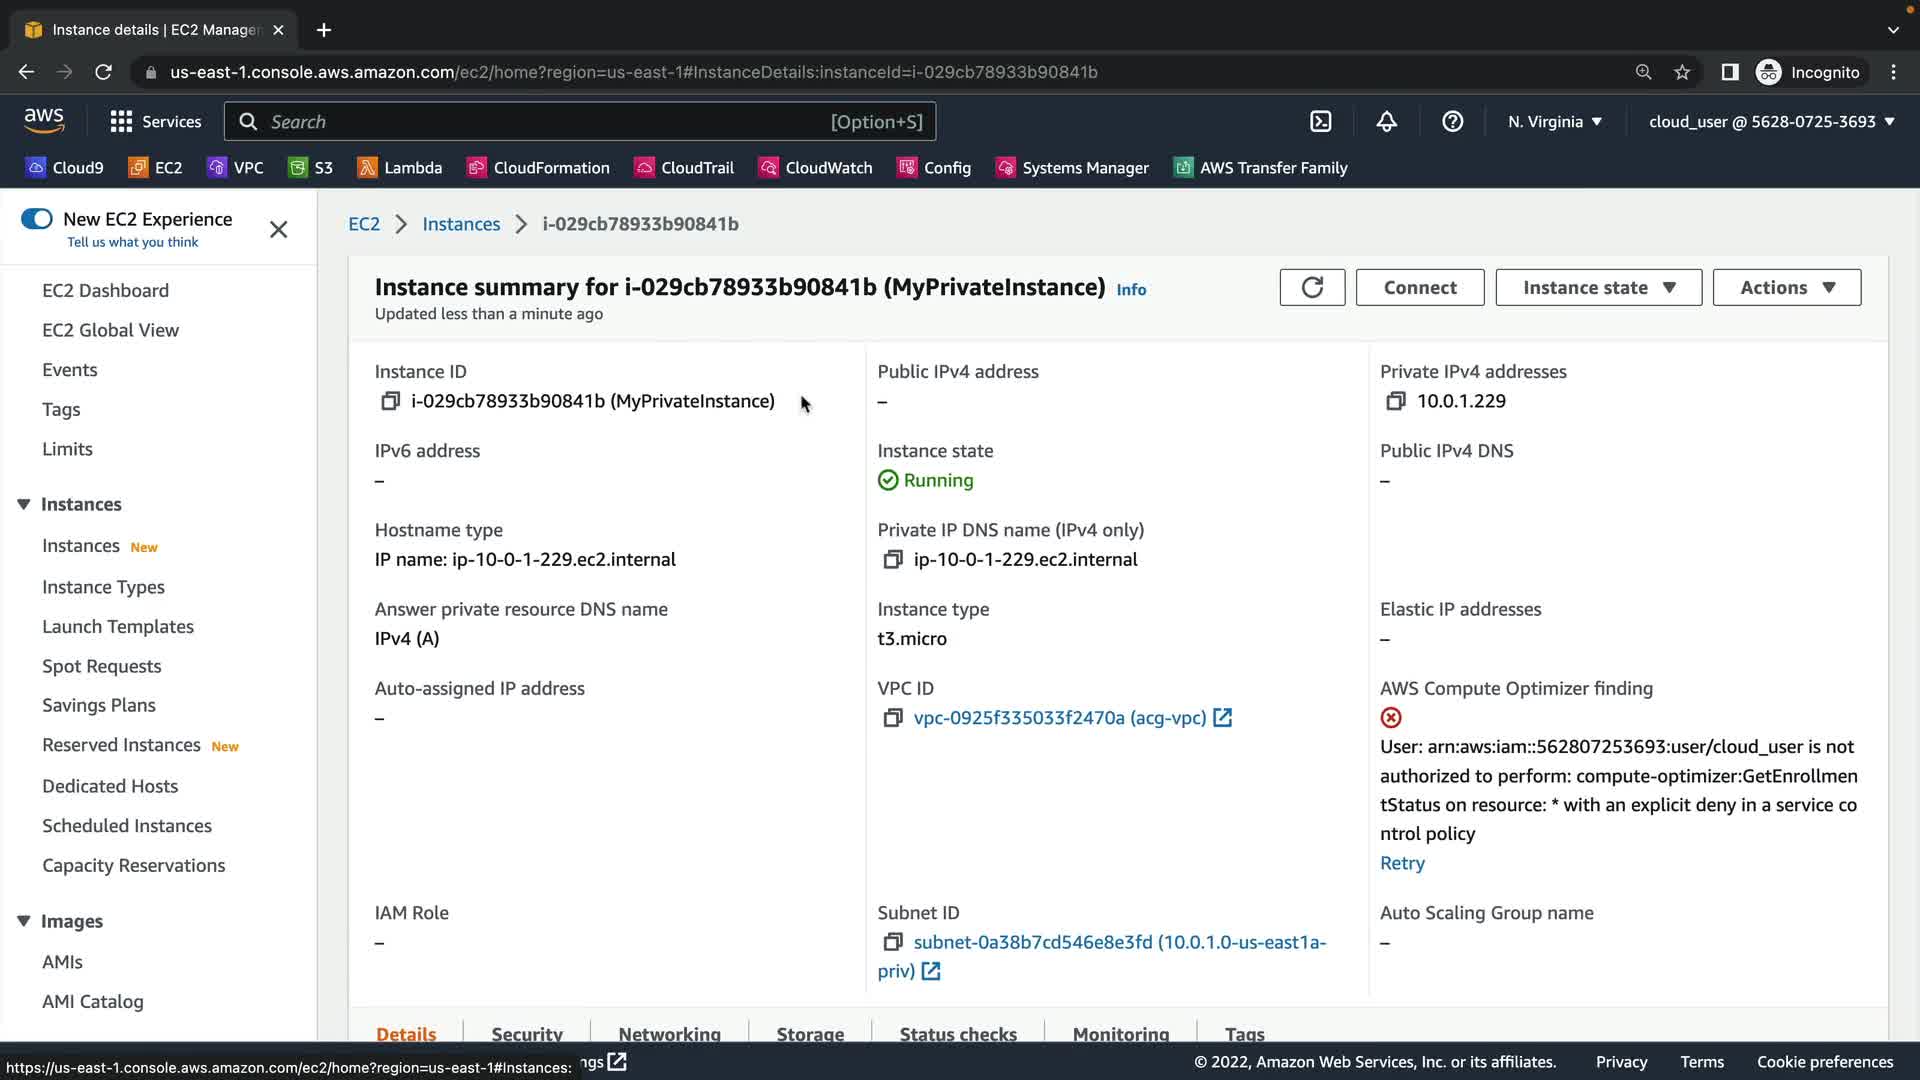 Instance details | EC2 Manager
us-east-1.console.aws.amazon.com/ec2/home?region=us-east-1#InstanceDetails:instanceId=i-029cb78933b90841b
Incognito
aws
Services
Search
[Option+S]
N. Virginia
cloud_user @ 5628-0725-3693
Cloud9
EC2
VPC
S3
Lambda
CloudFormation
CloudTrail
CloudWatch
Config
Systems Manager
AWS Transfer Family
New EC2 Experience
Tell us what you think
EC2 Dashboard
EC2 Global View
Events
Tags
Limits
Instances
Instances New
Instance Types
Launch Templates
Spot Requests
Savings Plans
Reserved Instances New
Dedicated Hosts
Scheduled Instances
Capacity Reservations
Images
AMIs
AMI Catalog
EC2 > Instances > i-029cb78933b90841b
Instance summary for i-029cb78933b90841b (MyPrivateInstance) Info
Updated less than a minute ago
Connect
Instance state
Actions
Instance ID
i-029cb78933b90841b (MyPrivateInstance)
Public IPv4 address
–
Private IPv4 addresses
10.0.1.229
IPv6 address
–
Instance state
Running
Public IPv4 DNS
–
Hostname type
IP name: ip-10-0-1-229.ec2.internal
Private IP DNS name (IPv4 only)
ip-10-0-1-229.ec2.internal
Answer private resource DNS name
IPv4 (A)
Instance type
t3.micro
Elastic IP addresses
–
Auto-assigned IP address
–
VPC ID
vpc-0925f335033f2470a (acg-vpc)
AWS Compute Optimizer finding
User: arn:aws:iam::562807253693:user/cloud_user is not
authorized to perform: compute-optimizer:GetEnrollmen
tStatus on resource: * with an explicit deny in a service co
ntrol policy
Retry
IAM Role
–
Subnet ID
subnet-0a38b7cd546e8e3fd (10.0.1.0-us-east1a-
priv)
Auto Scaling Group name
–
Details
Security
Networking
Storage
Status checks
Monitoring
Tags
https://us-east-1.console.aws.amazon.com/ec2/home?region=us-east-1#Instances:
ngs
© 2022, Amazon Web Services, Inc. or its affiliates.
Privacy
Terms
Cookie preferences